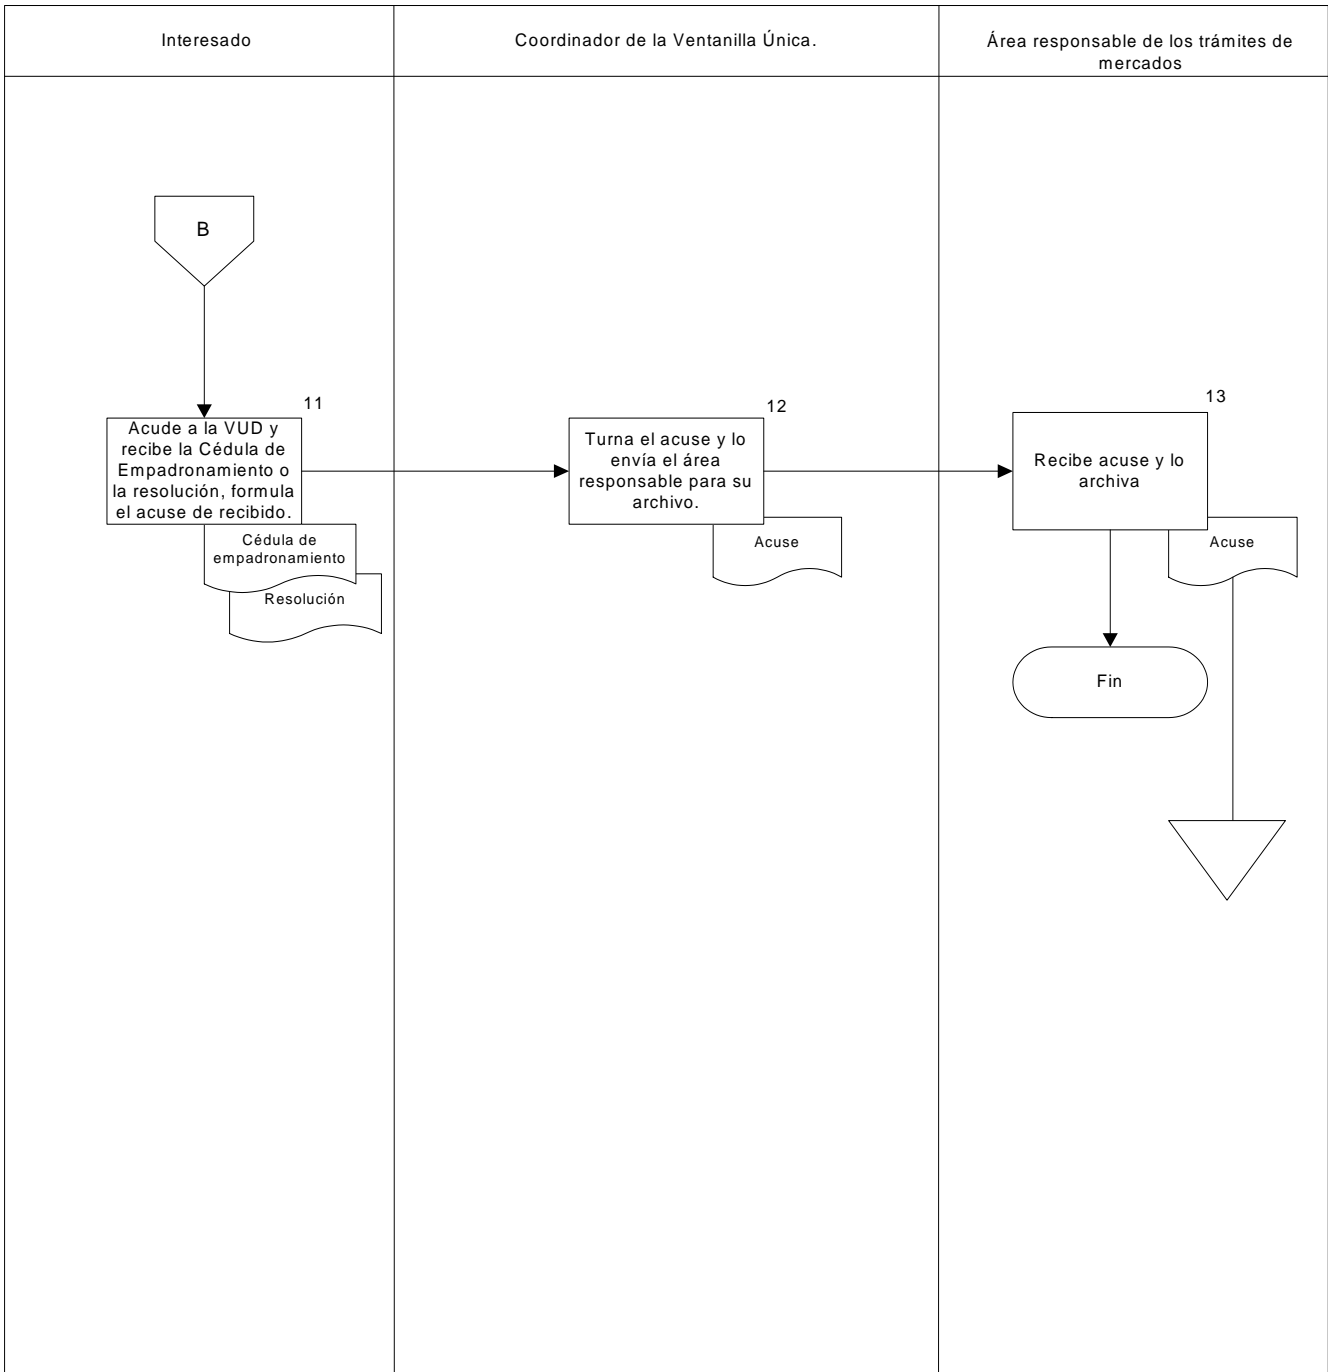 Interesado
Coordinador de la Ventanilla Única.
Área responsable de los trámites de
mercados
B
11
Acude a la VUD y
recibe la Cédula de
Empadronamiento o
la resolución, formula
el acuse de recibido.
Cédula de
empadronamiento
Resolución
12
Turna el acuse y lo
envía el área
responsable para su
archivo.
Acuse
13
Recibe acuse y lo
archiva
Acuse
Fin